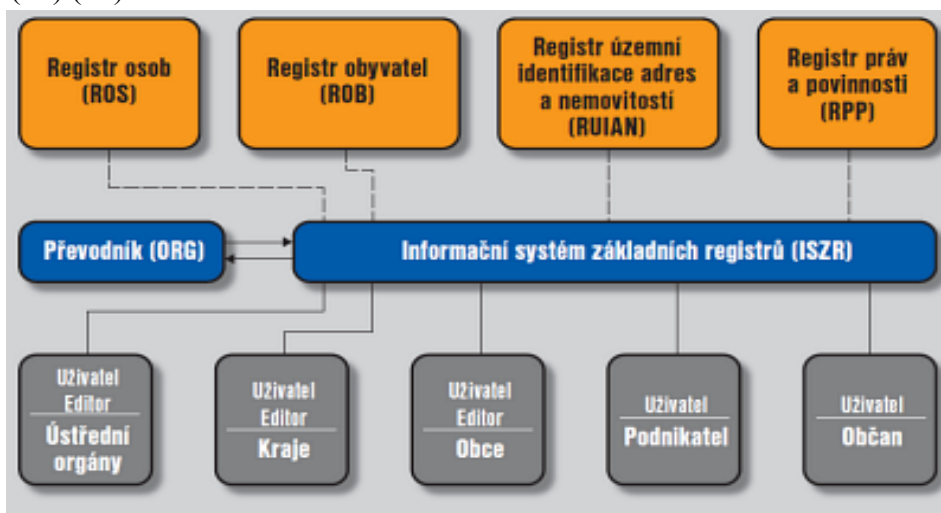 Registr osob
(ROS)
Registr obyvatel
(ROB)
Registr územní
identifikace adres
a nemovitostí
(RUIAN)
Registr práv
a povinnosti
(RPP)
Převodník (ORG)
Informační systém základních registrů (ISZR)
Uživatel
Editor
Ústřední
orgány
Uživatel
Editor
Kraje
Uživatel
Editor
Obce
Uživatel
Podnikatel
Uživatel
Občan